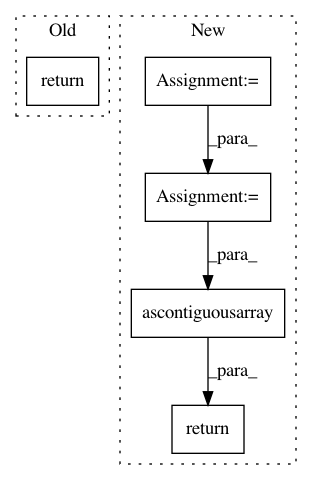 Old
New
return
Assignment:=
_para_
Assignment:=
_para_
ascontiguousarray
_para_
return